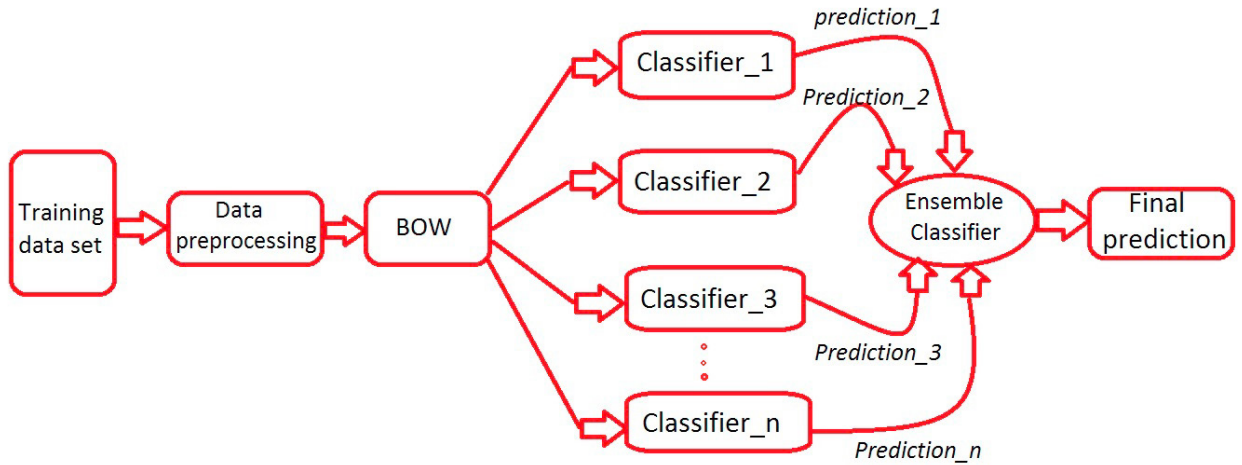 Training
data set
Data
preprocessing
BOW
Classifier_1
Classifier_2
Classifier_3
Classifier_n
prediction_1
Prediction_2
Prediction_3
Prediction_n
Ensemble
Classifier
Final
prediction